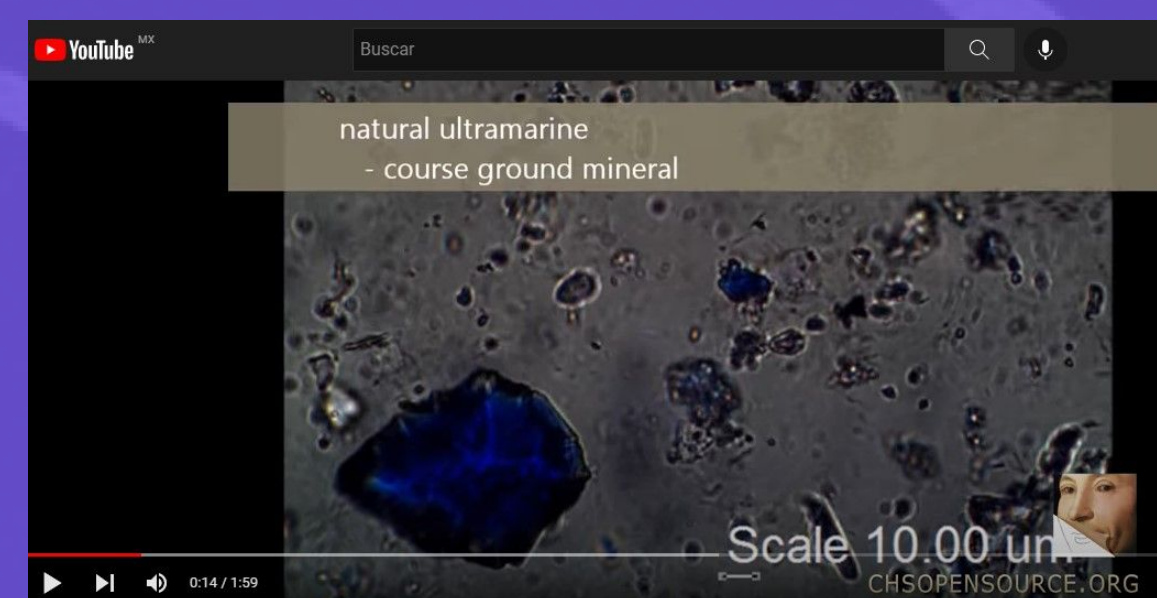 YouTube MX
Buscar
natural ultramarine
- course ground mineral
Scale 10.00 um
CHSOPENSOURCE.ORG
0:14 / 1:59